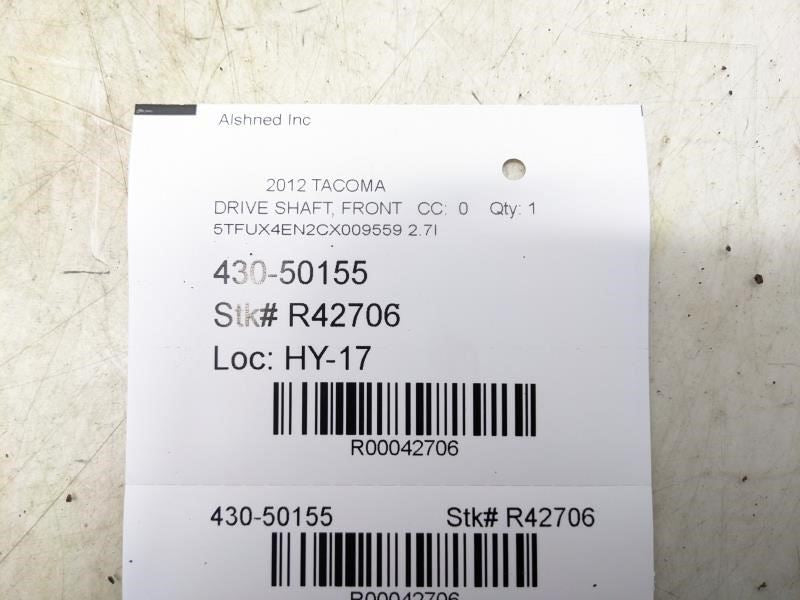 Alshned Inc
2012 TACOMA
DRIVE SHAFT, FRONT CC: 0 Qty: 1
5TFUX4EN2CX009559 2.7l
430-50155
Stk# R42706
Loc: HY-17
R00042706
430-50155 Stk# R42706
R00042706